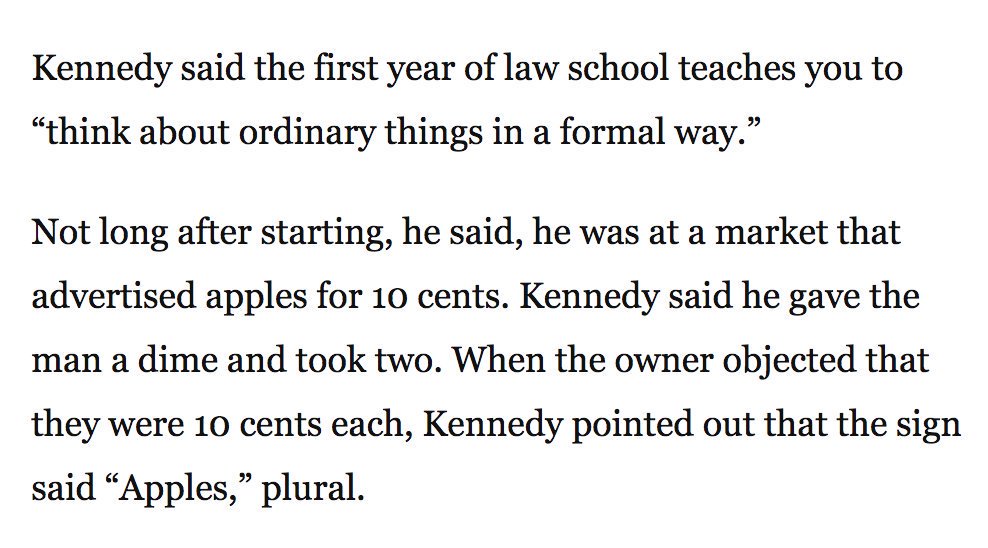 Kennedy said the first year of law school teaches you to
“think about ordinary things in a formal way.”
Not long after starting, he said, he was at a market that
advertised apples for 10 cents. Kennedy said he gave the
man a dime and took two. When the owner objected that
they were 10 cents each, Kennedy pointed out that the sign
said “Apples,” plural.